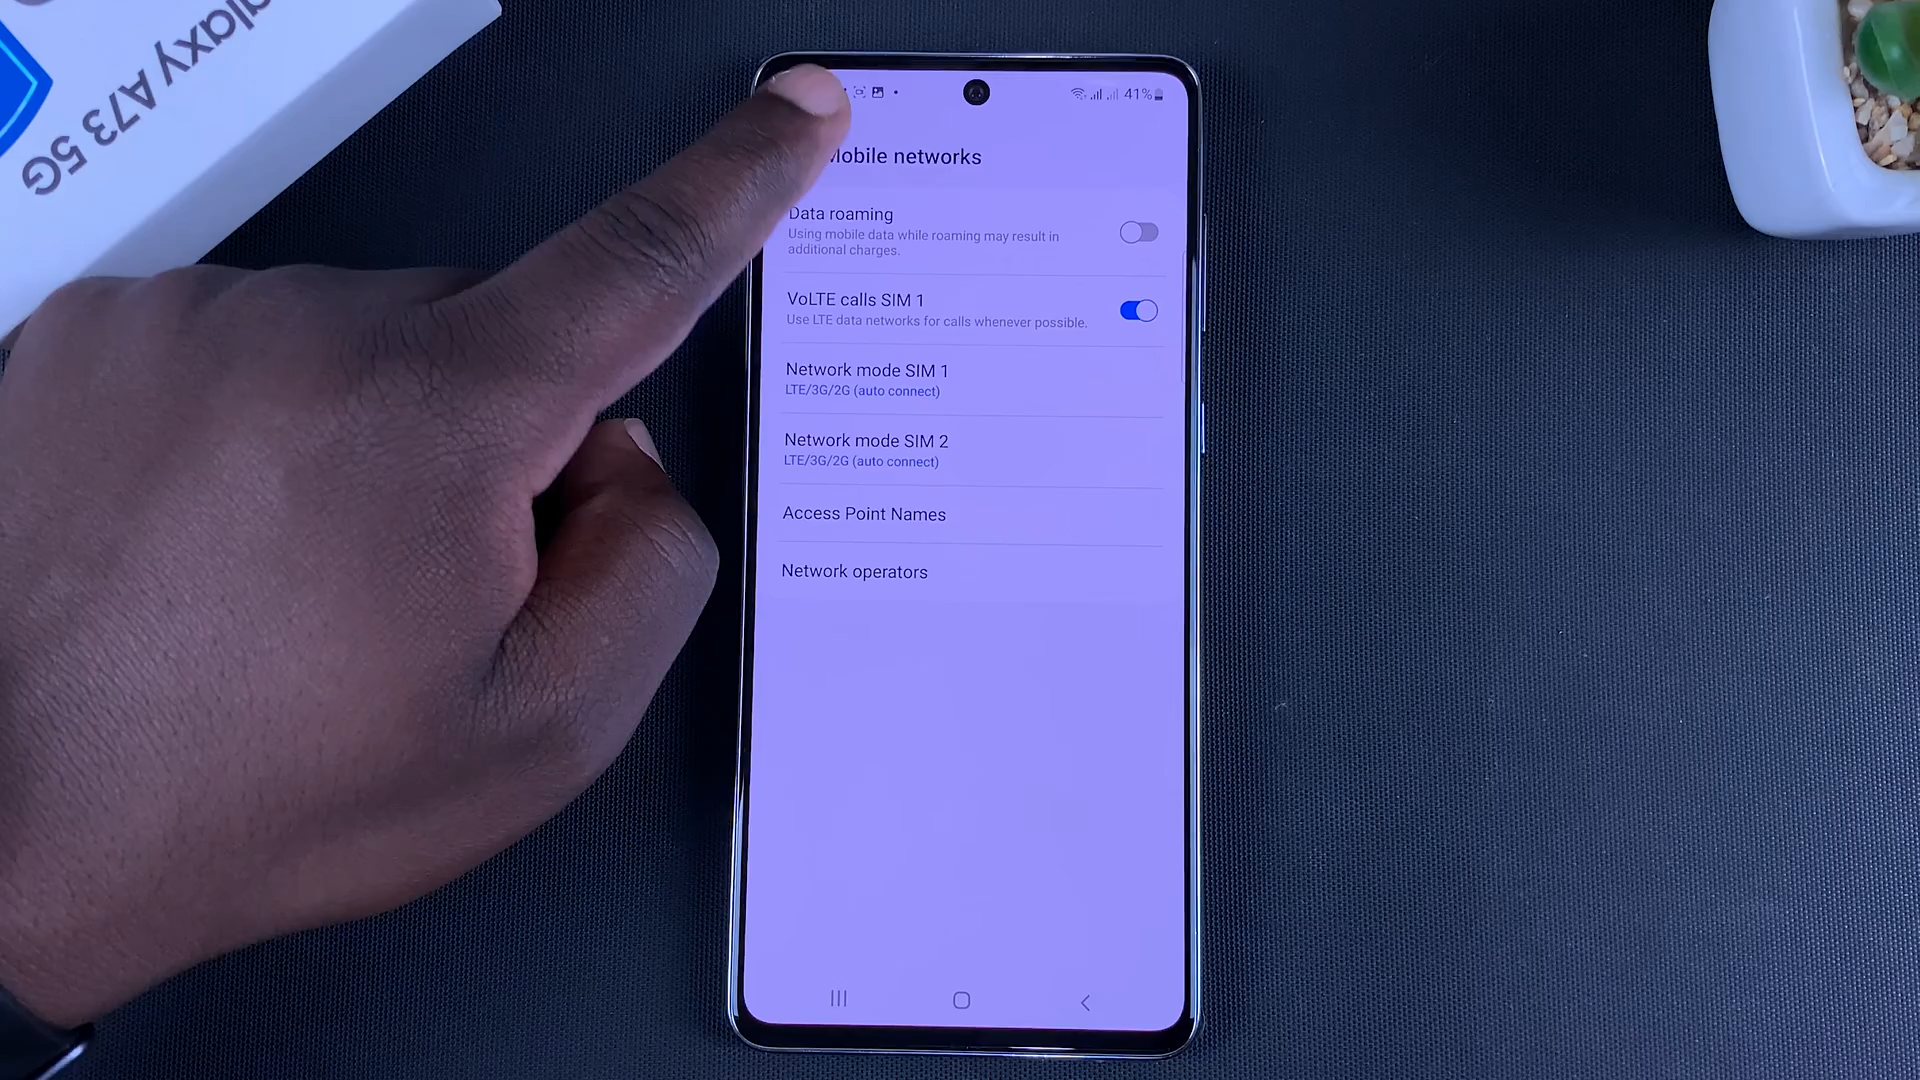 alaxy A73 5G
41%
Mobile networks
Data roaming
Using mobile data while roaming may result in
additional charges.
VoLTE calls SIM 1
Use LTE data networks for calls whenever possible.
Network mode SIM 1
LTE/3G/2G (auto connect)
Network mode SIM 2
LTE/3G/2G (auto connect)
Access Point Names
Network operators